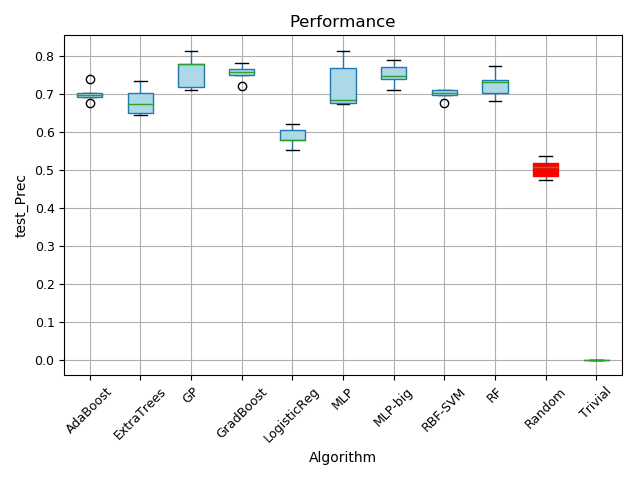 Performance
test_Prec
0.8
0.7
0.6
0.5
0.4
0.3
0.2
0.1
0.0
AdaBoost
ExtraTrees
GP
GradBoost
LogisticReg
MLP
MLP-big
RBF-SVM
RF
Random
Trivial
Algorithm